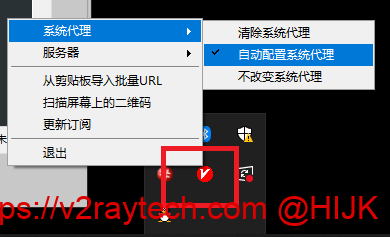 系统代理
服务器
从剪贴板导入批量URL
扫描屏幕上的二维码
更新订阅
退出
清除系统代理
自动配置系统代理
不改变系统代理
未
ps://v2raytech.com @HIJK